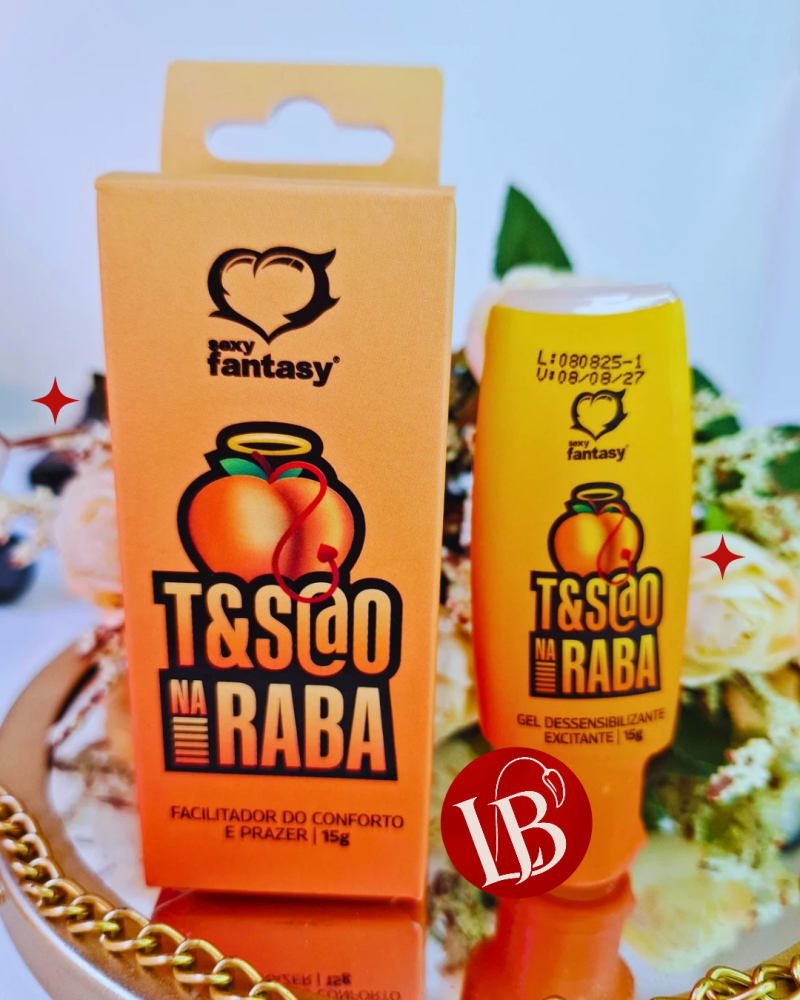 sexy
fantasy®
T&S@O
NA RABA
FACILITADOR DO CONFORTO
E PRAZER | 15g
L:080825-1
V:08/08/27
sexy
fantasy®
T&S@O
NA RABA
GEL DESSENSIBILIZANTE
EXCITANTE | 15g
LB